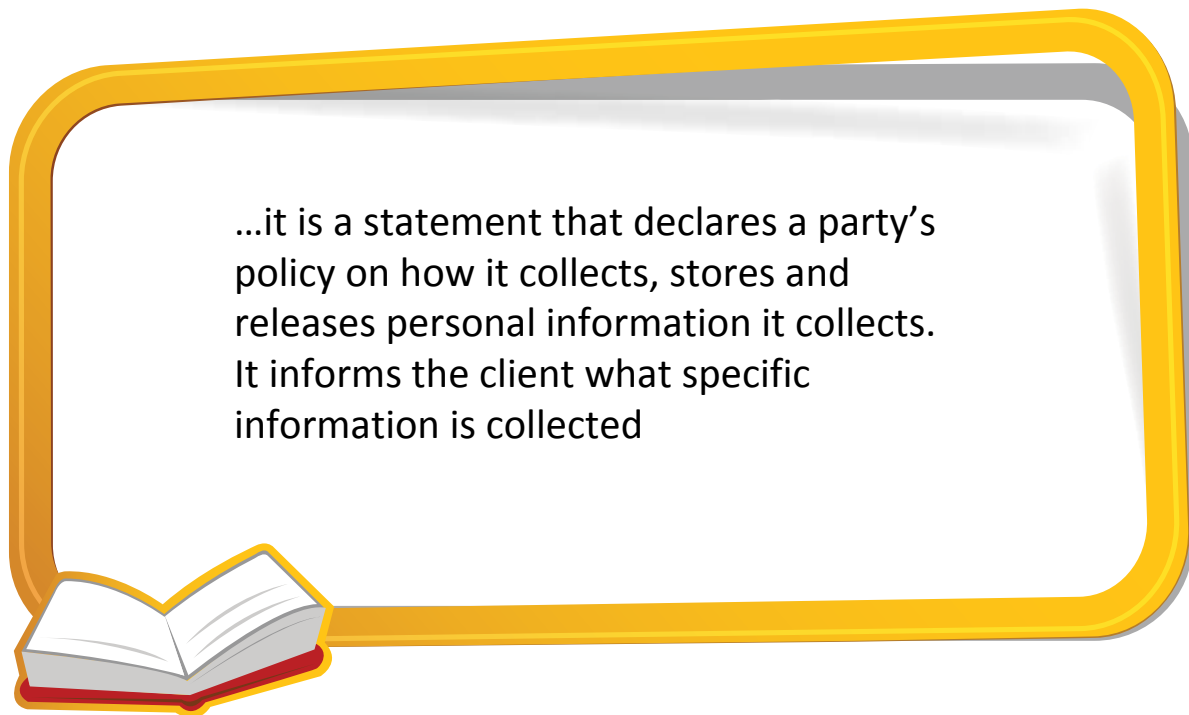 …it is a statement that declares a party’s
policy on how it collects, stores and
releases personal information it collects.
It informs the client what specific
information is collected